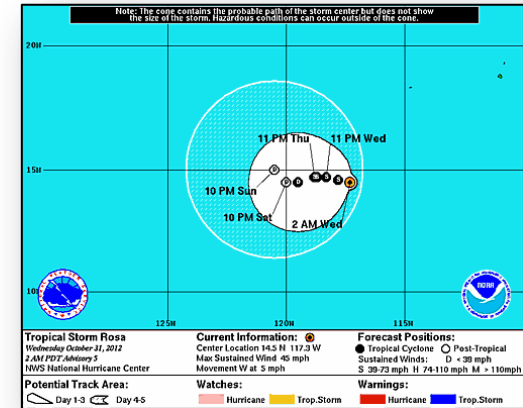 Note: The cone contains the probable path of the storm center but does not show
the size of the storm. Hazardous conditions can occur outside of the cone.
20N
11 PM Thu
11 PM Wed
15N
SS
S
S
D
D
D
10 PM Sun
10 PM Sat
2 AM Wed
10N
NOAA
125W
120W
115W
Tropical Storm Rosa
Wednesday October 31, 2012
2 AM PDT Advisory 5
NWS National Hurricane Center
Current Information:
Center Location 14.5 N 117.3 W
Max Sustained Wind 45 mph
Movement W at 5 mph
Forecast Positions:
Tropical Cyclone Post-Tropical
Sustained Winds: D < 39 mph
S 39-73 mph H 74-110 mph M > 110mph
Potential Track Area:
Day 1-3 Day 4-5
Watches:
Hurricane Trop.Storm
Warnings:
Hurricane Trop.Storm